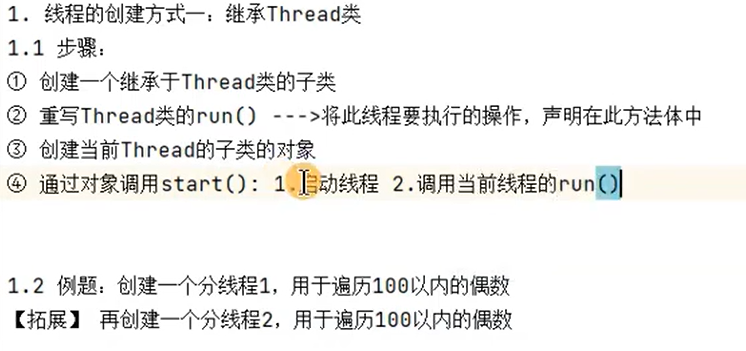 1. 线程的创建方式一：继承Thread类
1.1 步骤：
① 创建一个继承于Thread类的子类
② 重写Thread类的run() --->将此线程要执行的操作，声明在此方法体中
③ 创建当前Thread的子类的对象
④ 通过对象调用start(): 1.启动线程 2.调用当前线程的run()
1.2 例题：创建一个分线程1，用于遍历100以内的偶数
【拓展】 再创建一个分线程2，用于遍历100以内的偶数